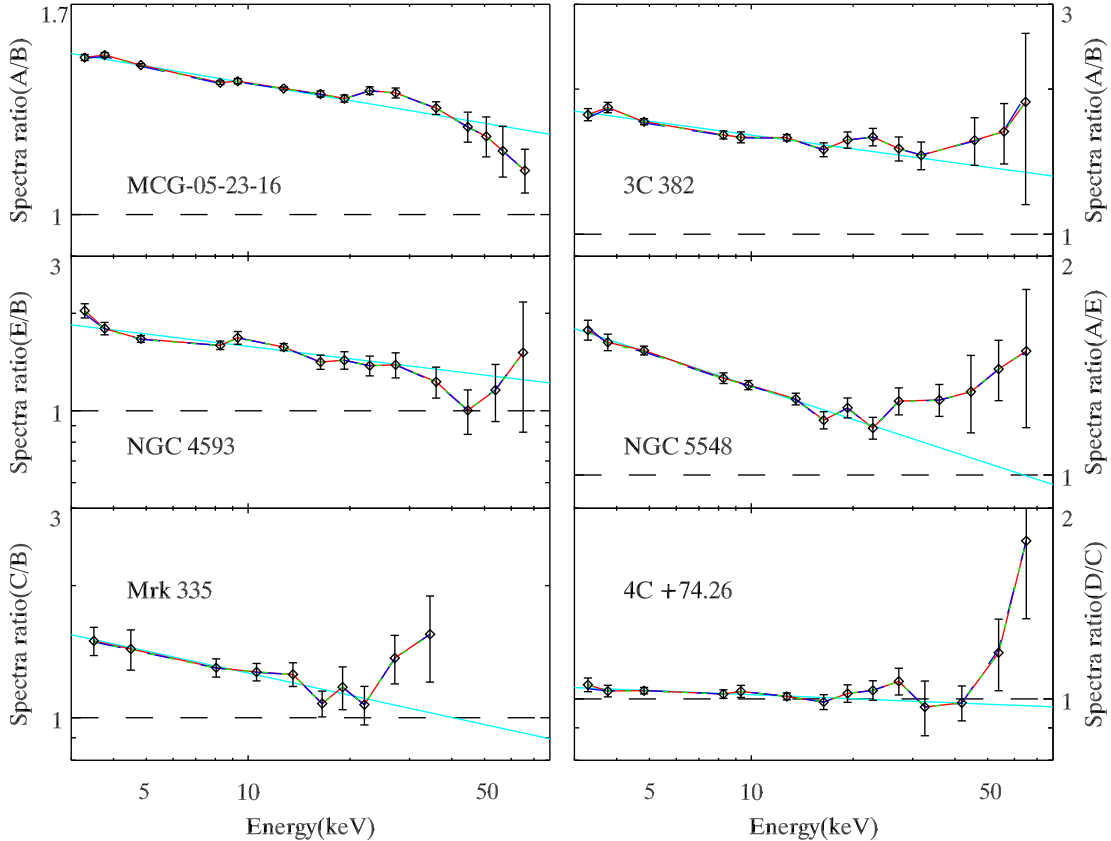 1.7
Spectra ratio(A/B)
MCG-05-23-16
1
3
Spectra ratio(A/B)
3C 382
1
3
Spectra ratio(E/B)
1
NGC 4593
2
Spectra ratio(A/E)
NGC 5548
1
3
Spectra ratio(C/B)
Mrk 335
1
2
Spectra ratio(D/C)
4C +74.26
1
5 10 50
Energy(keV)
5 10 50
Energy(keV)